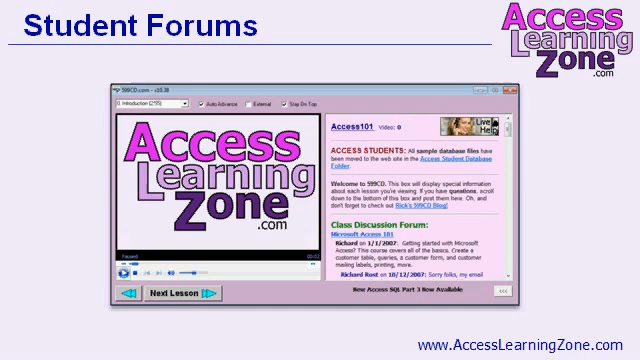 Student Forums
Access
Learning
Zone
.com
599CD.com - v10.38
0. Introduction (2:55)
Auto Advance
External
Stay On Top
Access
Learning
Zone
.com
Paused
00:02
Next Lesson
Access101 Video: 0
Live
Help
ACCESS STUDENTS: All sample database files have
been moved to the web site in the Access Student Database
Folder.
Welcome to 599CD. This box will display special information
about each lesson you're viewing. If you have questions, scroll
down to the bottom of this box and post them here. Oh, and
don't forget to check out Rick's 599CD Blog!
Class Discussion Forum:
Microsoft Access 101
Richard on 1/1/2007: Getting started with Microsoft
Access? This course covers all of the basics. Create a
customer table, queries, a customer form, and customer
mailing labels, printing, more.
Richard Rost on 10/12/2007: Sorry folks, my email
New Access SQL Part 3 Now Available
<<<
www.AccessLearningZone.com